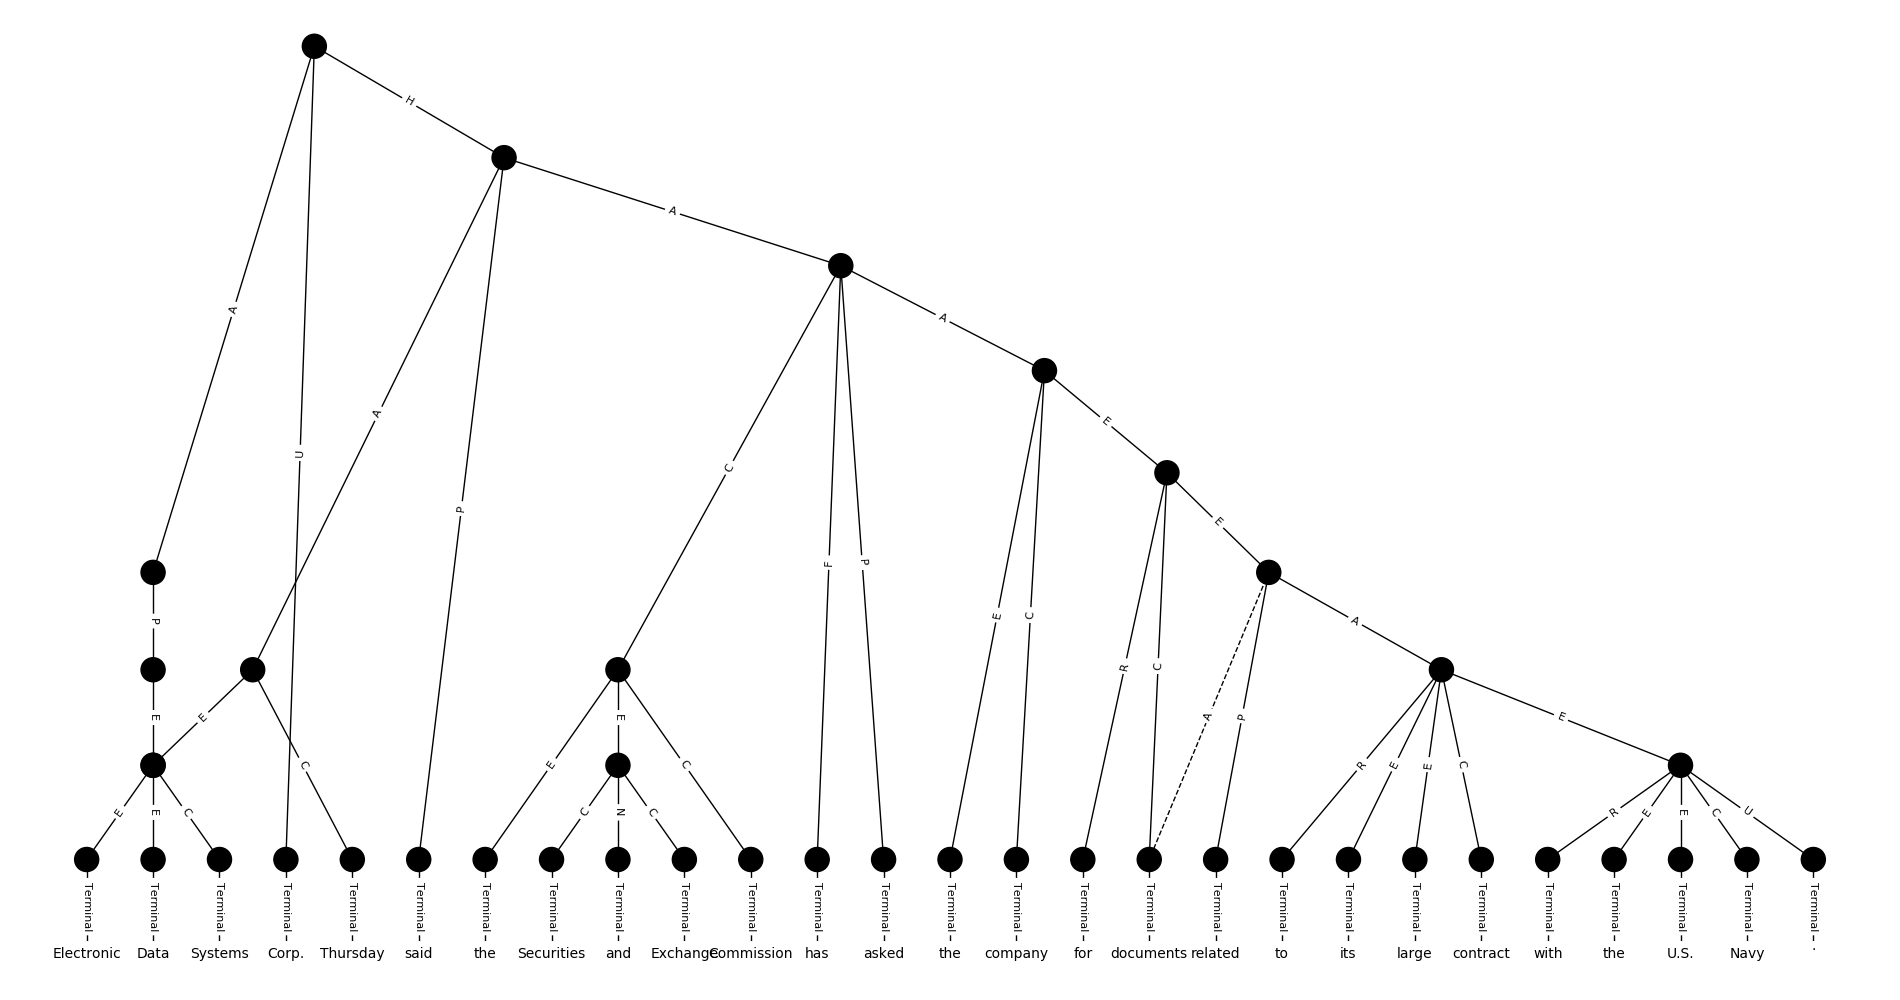 H
A
A
A
A
U
C
E
P
F
P
E
E
C
P
A
R
C
E
E
E
A
P
E
C
E
C
R
E
E
C
E
E
C
C
N
C
R
E
E
C
U
Terminal Terminal Terminal Terminal Terminal Terminal Terminal Terminal Terminal Terminal Terminal Terminal Terminal Terminal Terminal Terminal Terminal Terminal Terminal Terminal Terminal Terminal Terminal Terminal Terminal Terminal Terminal
Electronic Data Systems Corp. Thursday said the Securities and Exchange Commission has asked the company for documents related to its large contract with the U.S. Navy .